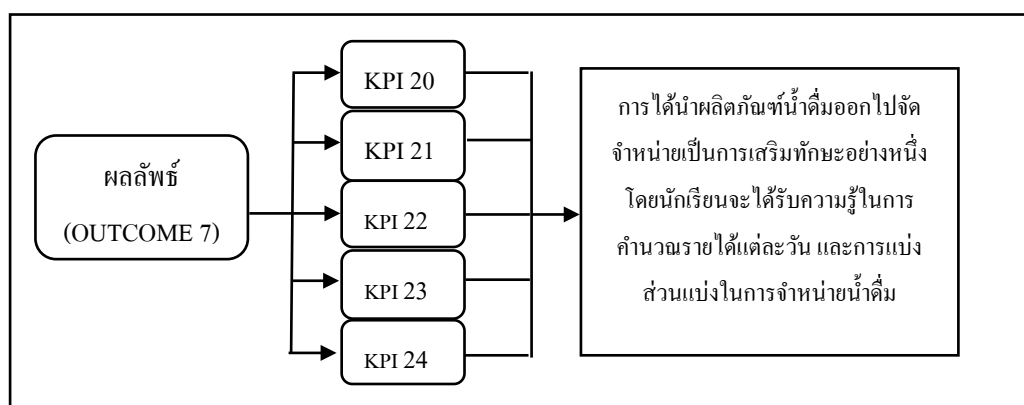 ผลลัพธ์
(OUTCOME 7)
KPI 20
KPI 21
KPI 22
KPI 23
KPI 24
การได้นำผลิตภัณฑ์น้ำดื่มออกไปจัด
จำหน่ายเป็นการเสริทักษะอย่างหนึ่ง
โดยนักเรียนจะได้รับความรู้ในการ
คำนวณรายได้แต่ละวัน และการแบ่ง
ส่วนแบ่งในการจำหน่ายน้ำดื่ม